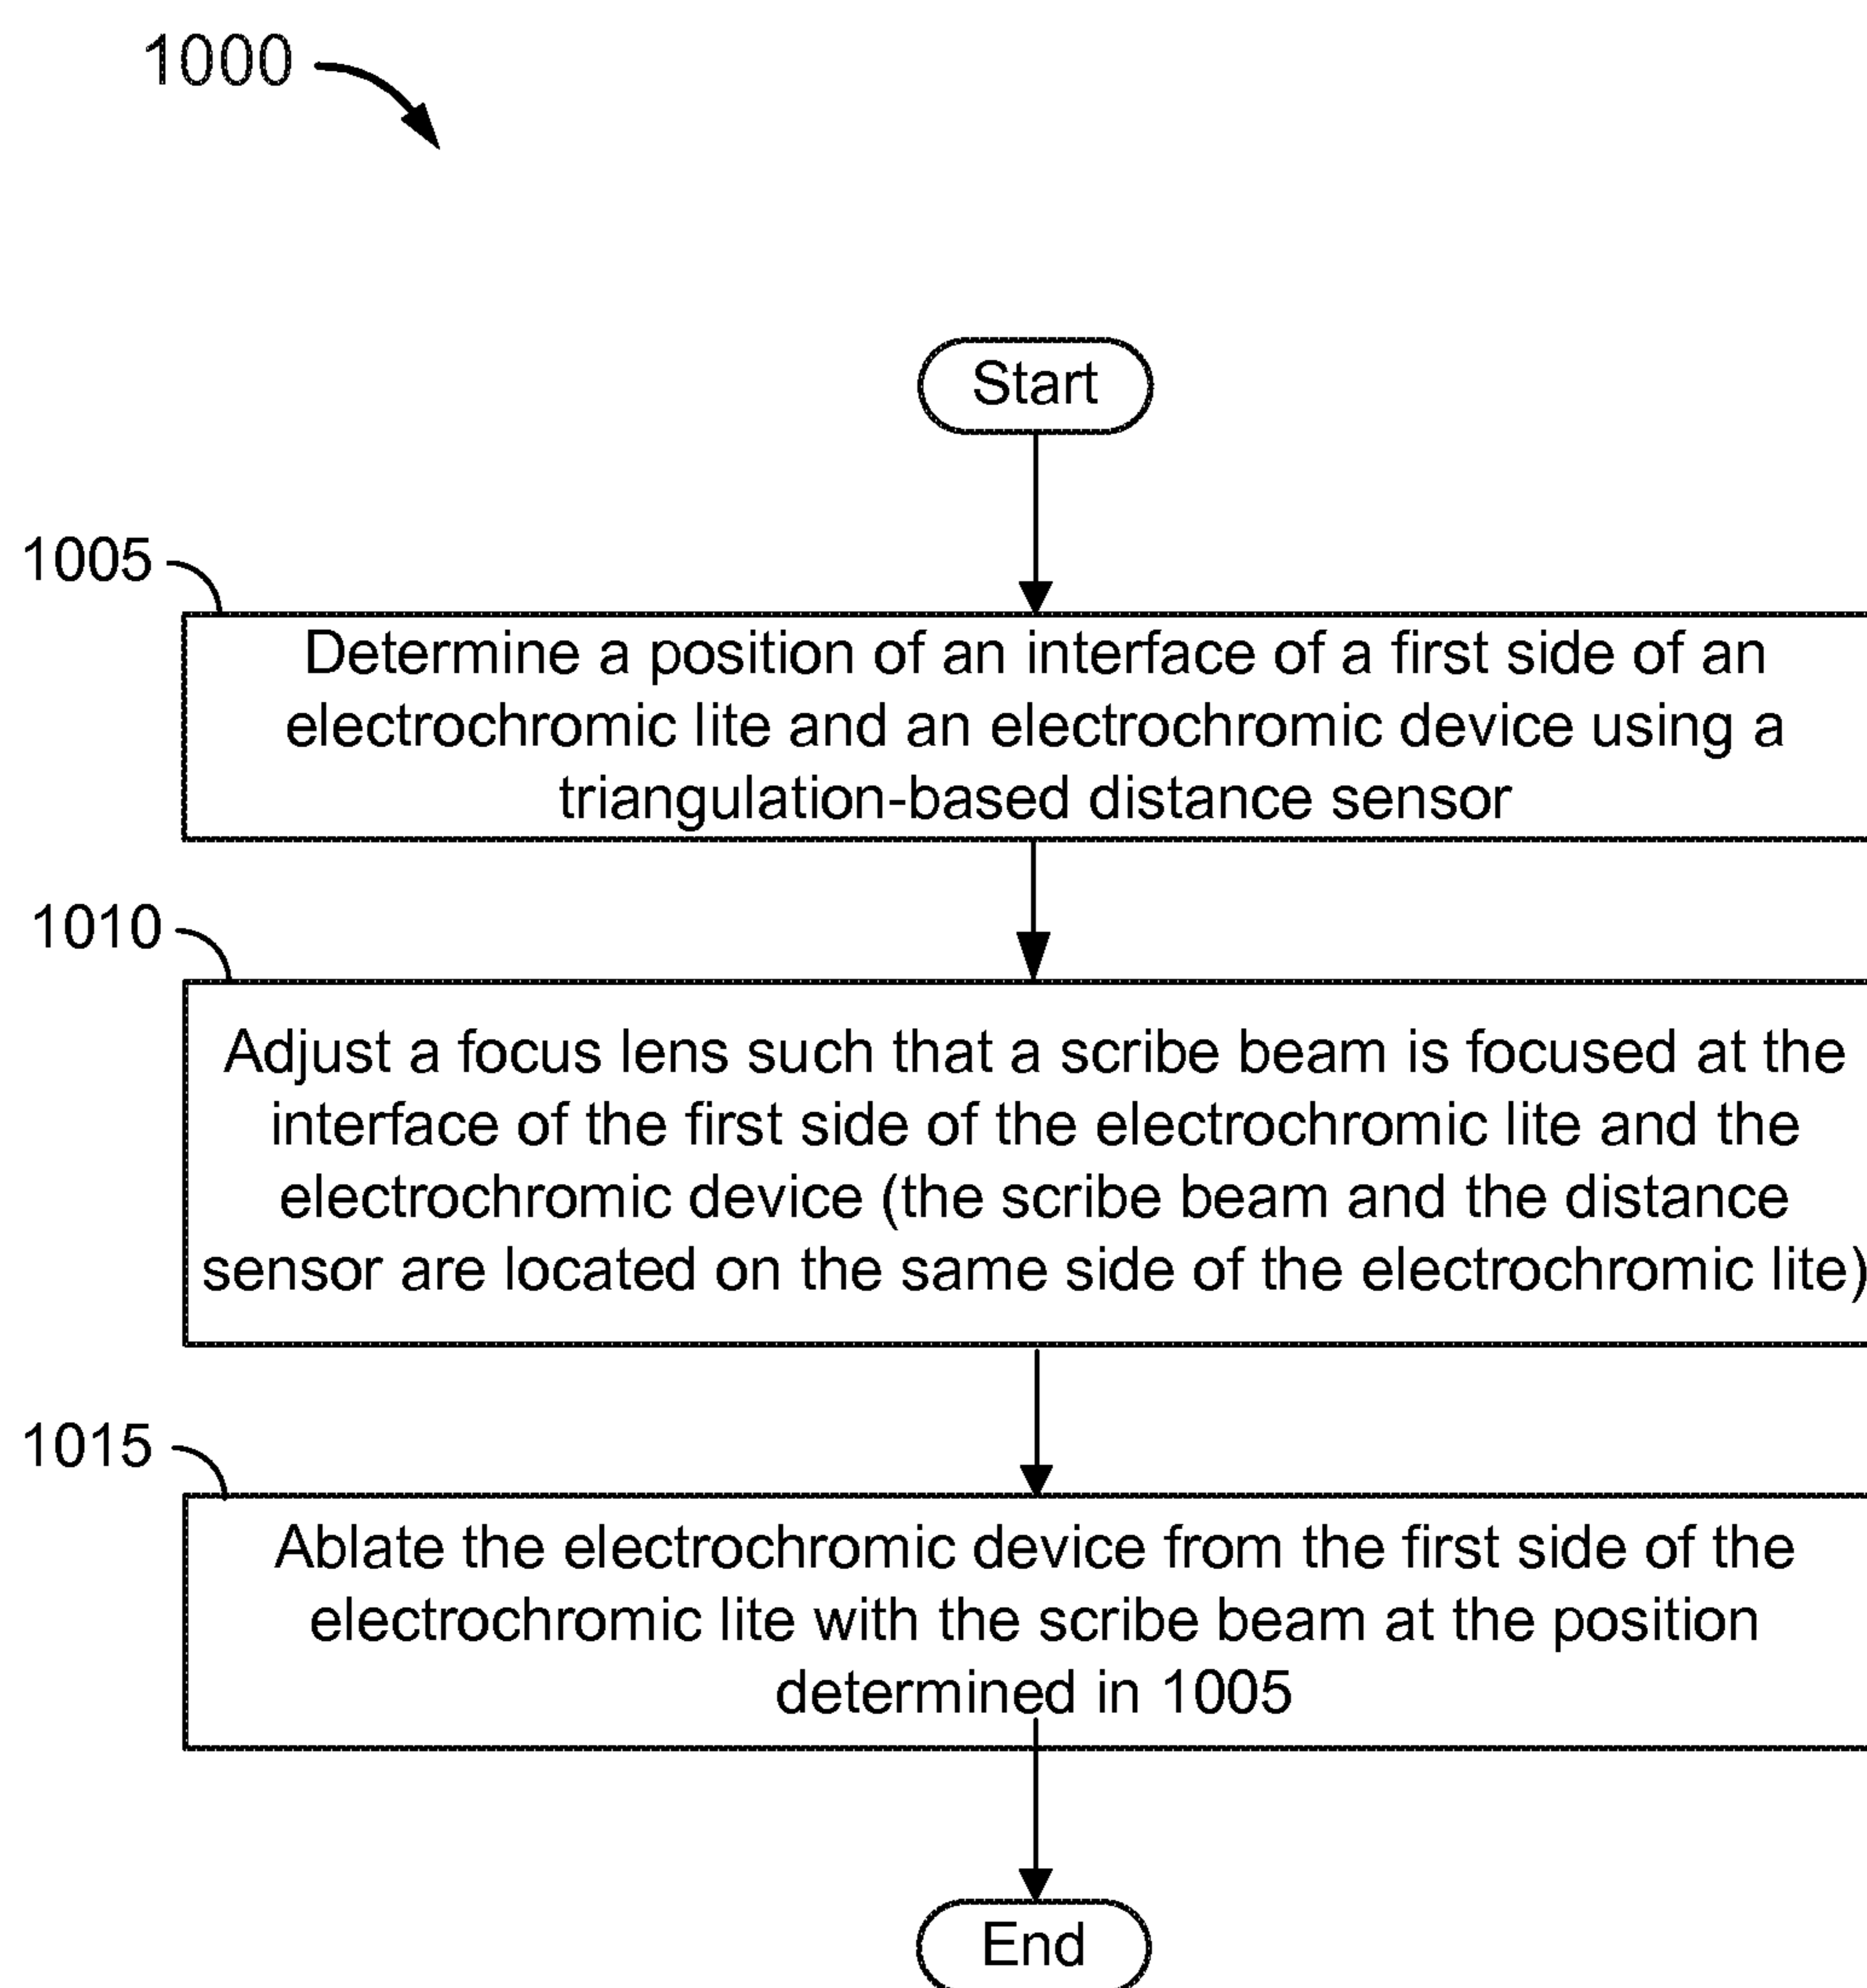 1000
Start
1005
Determine a position of an interface of a first side of an
electrochromic lite and an electrochromic device using a
triangulation-based distance sensor
1010
Adjust a focus lens such that a scribe beam is focused at the
interface of the first side of the electrochromic lite and the
electrochromic device (the scribe beam and the distance
sensor are located on the same side of the electrochromic lite)
1015
Ablate the electrochromic device from the first side of the
electrochromic lite with the scribe beam at the position
determined in 1005
End